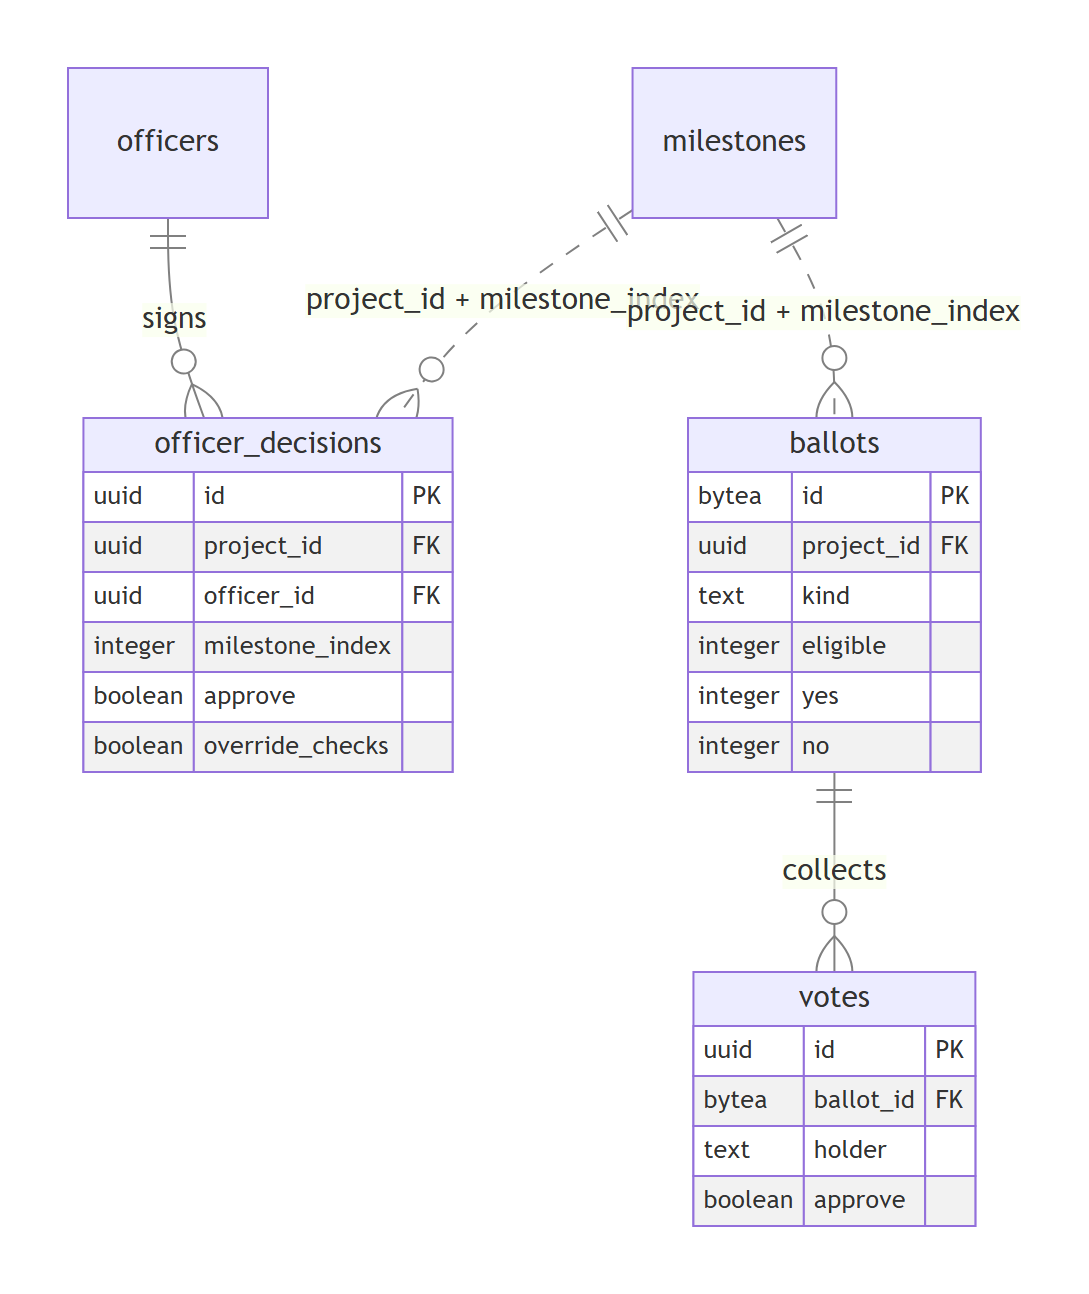 officers
milestones
signs
project_id + milestone_index
project_id + milestone_index
officer_decisions
uuid id PK
uuid project_id FK
uuid officer_id FK
integer milestone_index
boolean approve
boolean override_checks
ballots
bytea id PK
uuid project_id FK
text kind
integer eligible
integer yes
integer no
collects
votes
uuid id PK
bytea ballot_id FK
text holder
boolean approve